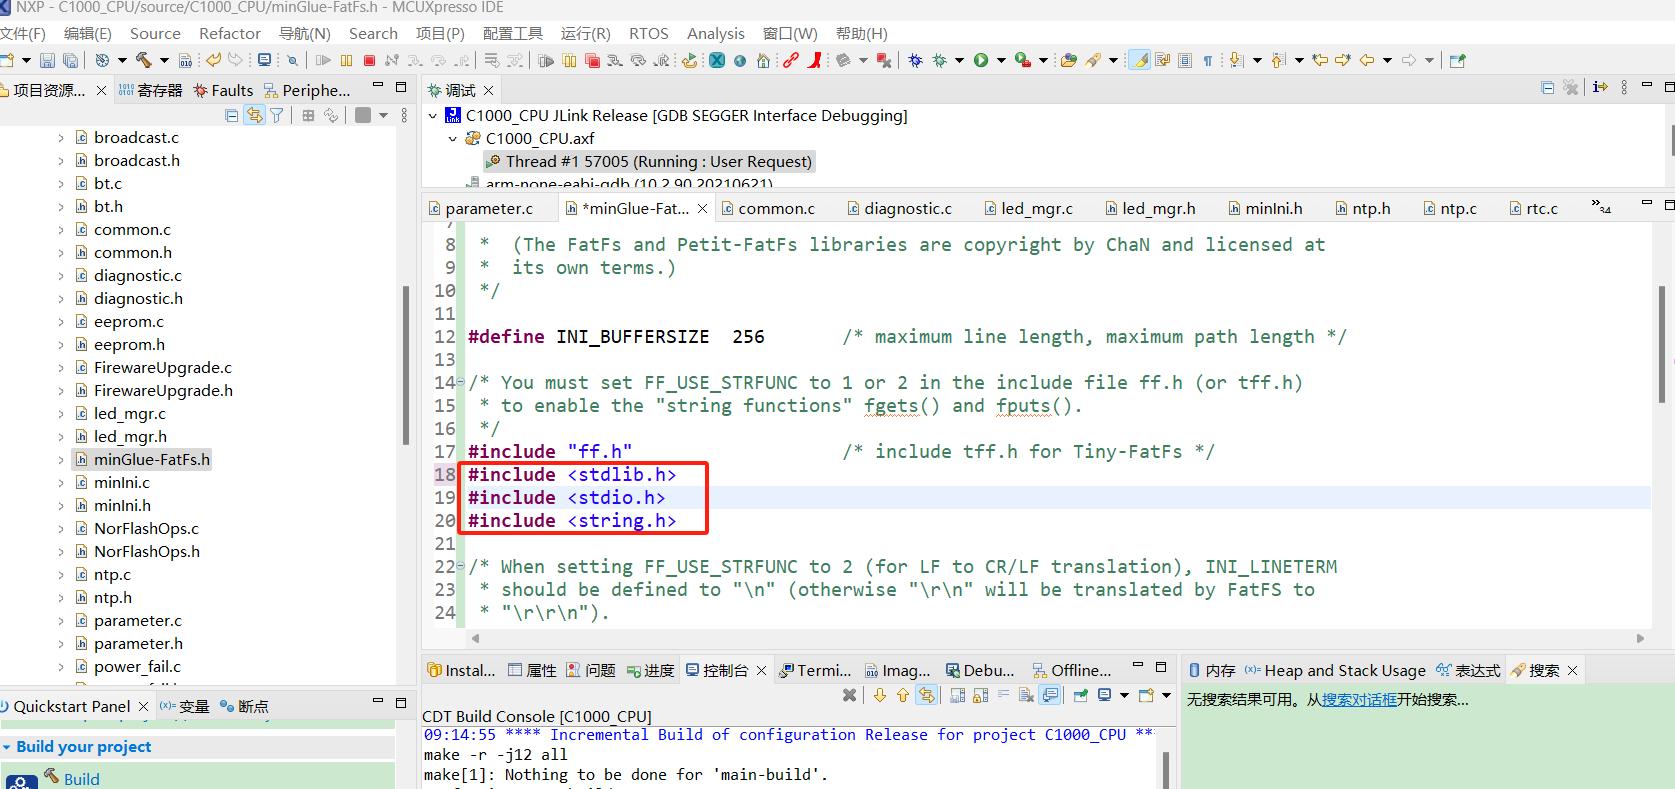 NXP - C1000_CPU/source/C1000_CPU/minGlue-FatFs.h - MCUXpresso IDE
文件(F) 编辑(E) Source Refactor 导航(N) Search 项目(P) 配置工具 运行(R) RTOS Analysis 窗口(W) 帮助(H)
项目资源... 寄存器 Faults Periphe...
broadcast.c
broadcast.h
bt.c
bt.h
common.c
common.h
diagnostic.c
diagnostic.h
eeprom.c
eeprom.h
FirewareUpgrade.c
FirewareUpgrade.h
led_mgr.c
led_mgr.h
minGlue-FatFs.h
minIni.c
minIni.h
NorFlashOps.c
NorFlashOps.h
ntp.c
ntp.h
parameter.c
parameter.h
power_fail.c
Quickstart Panel 变量 断点
Build your project
Build
调试
C1000_CPU JLink Release [GDB SEGGER Interface Debugging]
C1000_CPU.axf
Thread #1 57005 (Running : User Request)
arm-none-eabi-gdb (10.2.90.20210621)
parameter.c *minGlue-Fat... common.c diagnostic.c led_mgr.c led_mgr.h minIni.h ntp.h ntp.c rtc.c 34
8 * (The FatFs and Petit-FatFs libraries are copyright by ChaN and licensed at
9 * its own terms.)
10 */
11
12 #define INI_BUFFERSIZE 256 /* maximum line length, maximum path length */
13
14 /* You must set FF_USE_STRFUNC to 1 or 2 in the include file ff.h (or tff.h)
15 * to enable the "string functions" fgets() and fputs().
16 */
17 #include "ff.h" /* include tff.h for Tiny-FatFs */
18 #include <stdlib.h>
19 #include <stdio.h>
20 #include <string.h>
21
22 /* When setting FF_USE_STRFUNC to 2 (for LF to CR/LF translation), INI_LINETERM
23 * should be defined to "\n" (otherwise "\r\n" will be translated by FatFS to
24 * "\r\r\n").
Instal... 属性 问题 进度 控制台 Termi... Imag... Debu... Offline...
CDT Build Console [C1000_CPU]
09:14:55 **** Incremental Build of configuration Release for project C1000_CPU **
make -r -j12 all
make[1]: Nothing to be done for 'main-build'.
内存 Heap and Stack Usage 表达式 搜索
无搜索结果可用。从搜索对话框开始搜索...